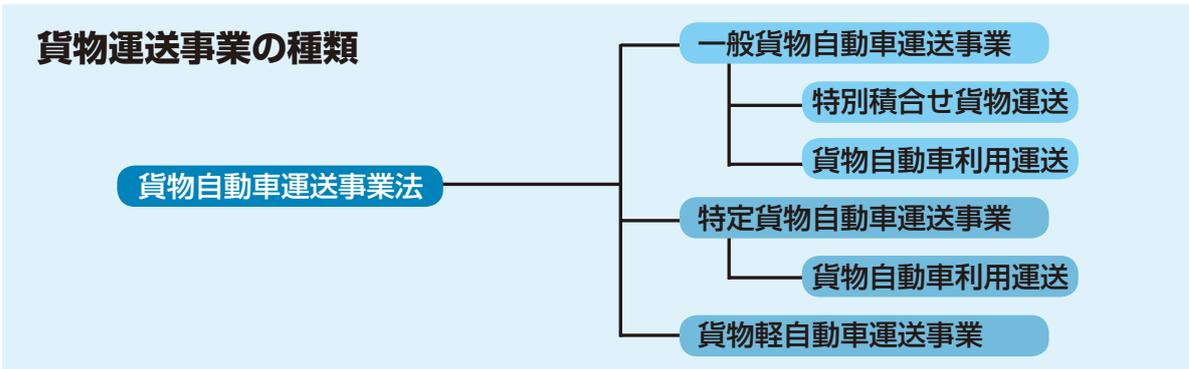 貨物運送事業の種類
貨物自動車運送事業法
一般貨物自動車運送事業
特別積合せ貨物運送
貨物自動車利用運送
特定貨物自動車運送事業
貨物自動車利用運送
貨物軽自動車運送事業